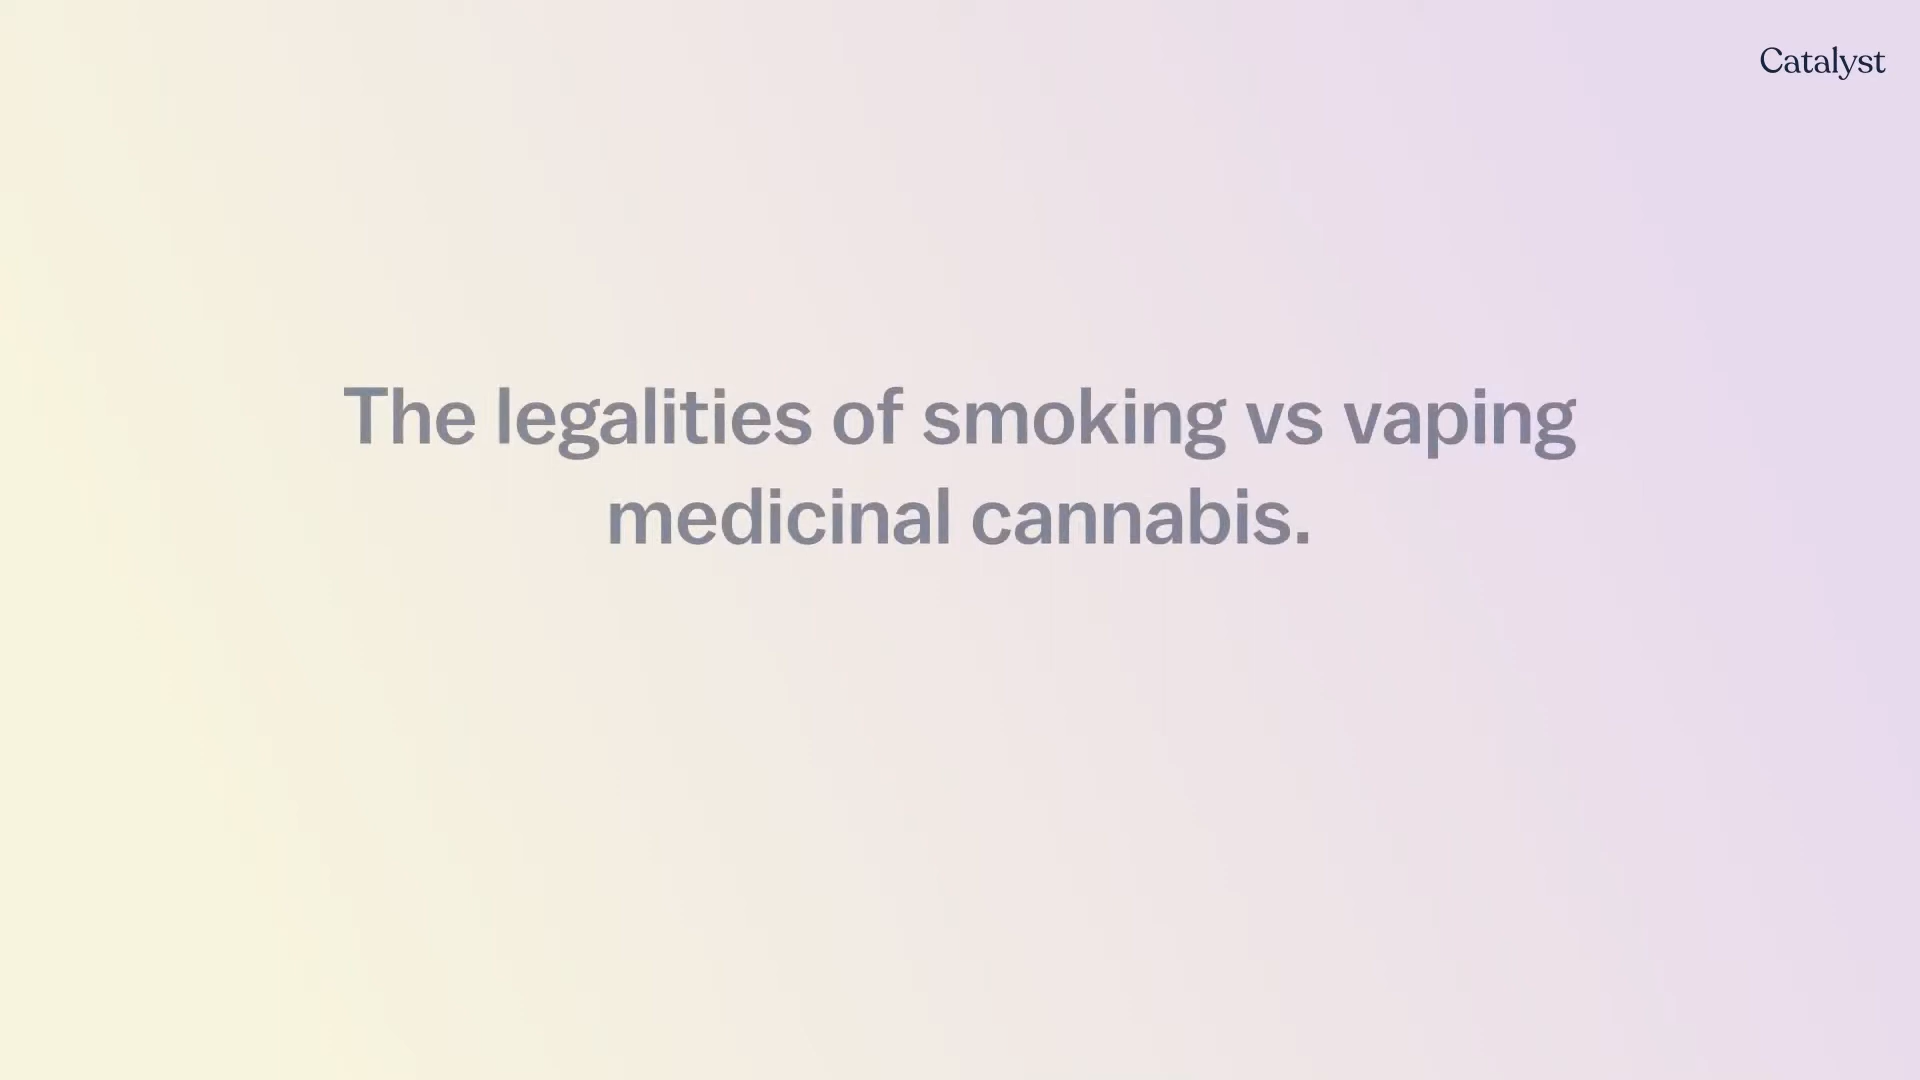 Catalyst
The legalities of smoking vs vaping
medicinal cannabis.